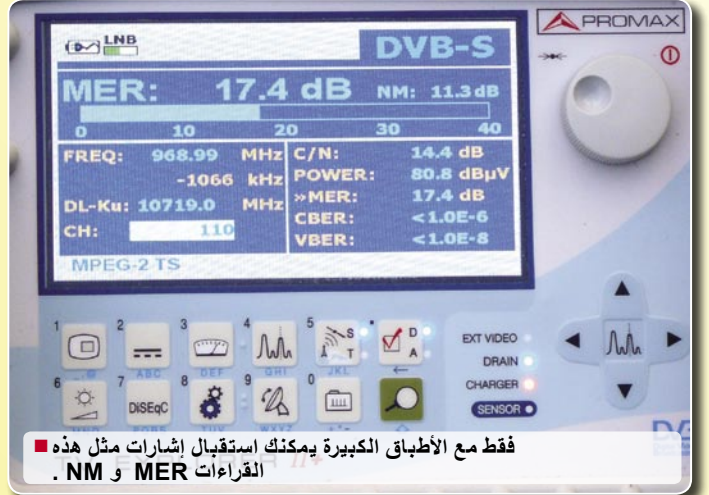 PROMAX
LNB
DVB-S
MER: 17.4 dB NM: 11.3 dB
0 10 20 30 40
FREQ: 968.99 MHz
-1066 kHz
DL-Ku: 10719.0 MHz
CH: 110
C/N: 14.4 dB
POWER: 80.8 dBµV
»MER: 17.4 dB
CBER: <1.0E-6
VBER: <1.0E-8
MPEG-2 TS
1 2 3 4 5 S T D A
ABC DEF GHI JKL
6 7 8 9 0
DiSEqC
EXT VIDEO
DRAIN
CHARGER
SENSOR
II+
فقط مع الأطباق الكبيرة يمكنك استقبال إشارات مثل هذه
القراءات MER و NM .